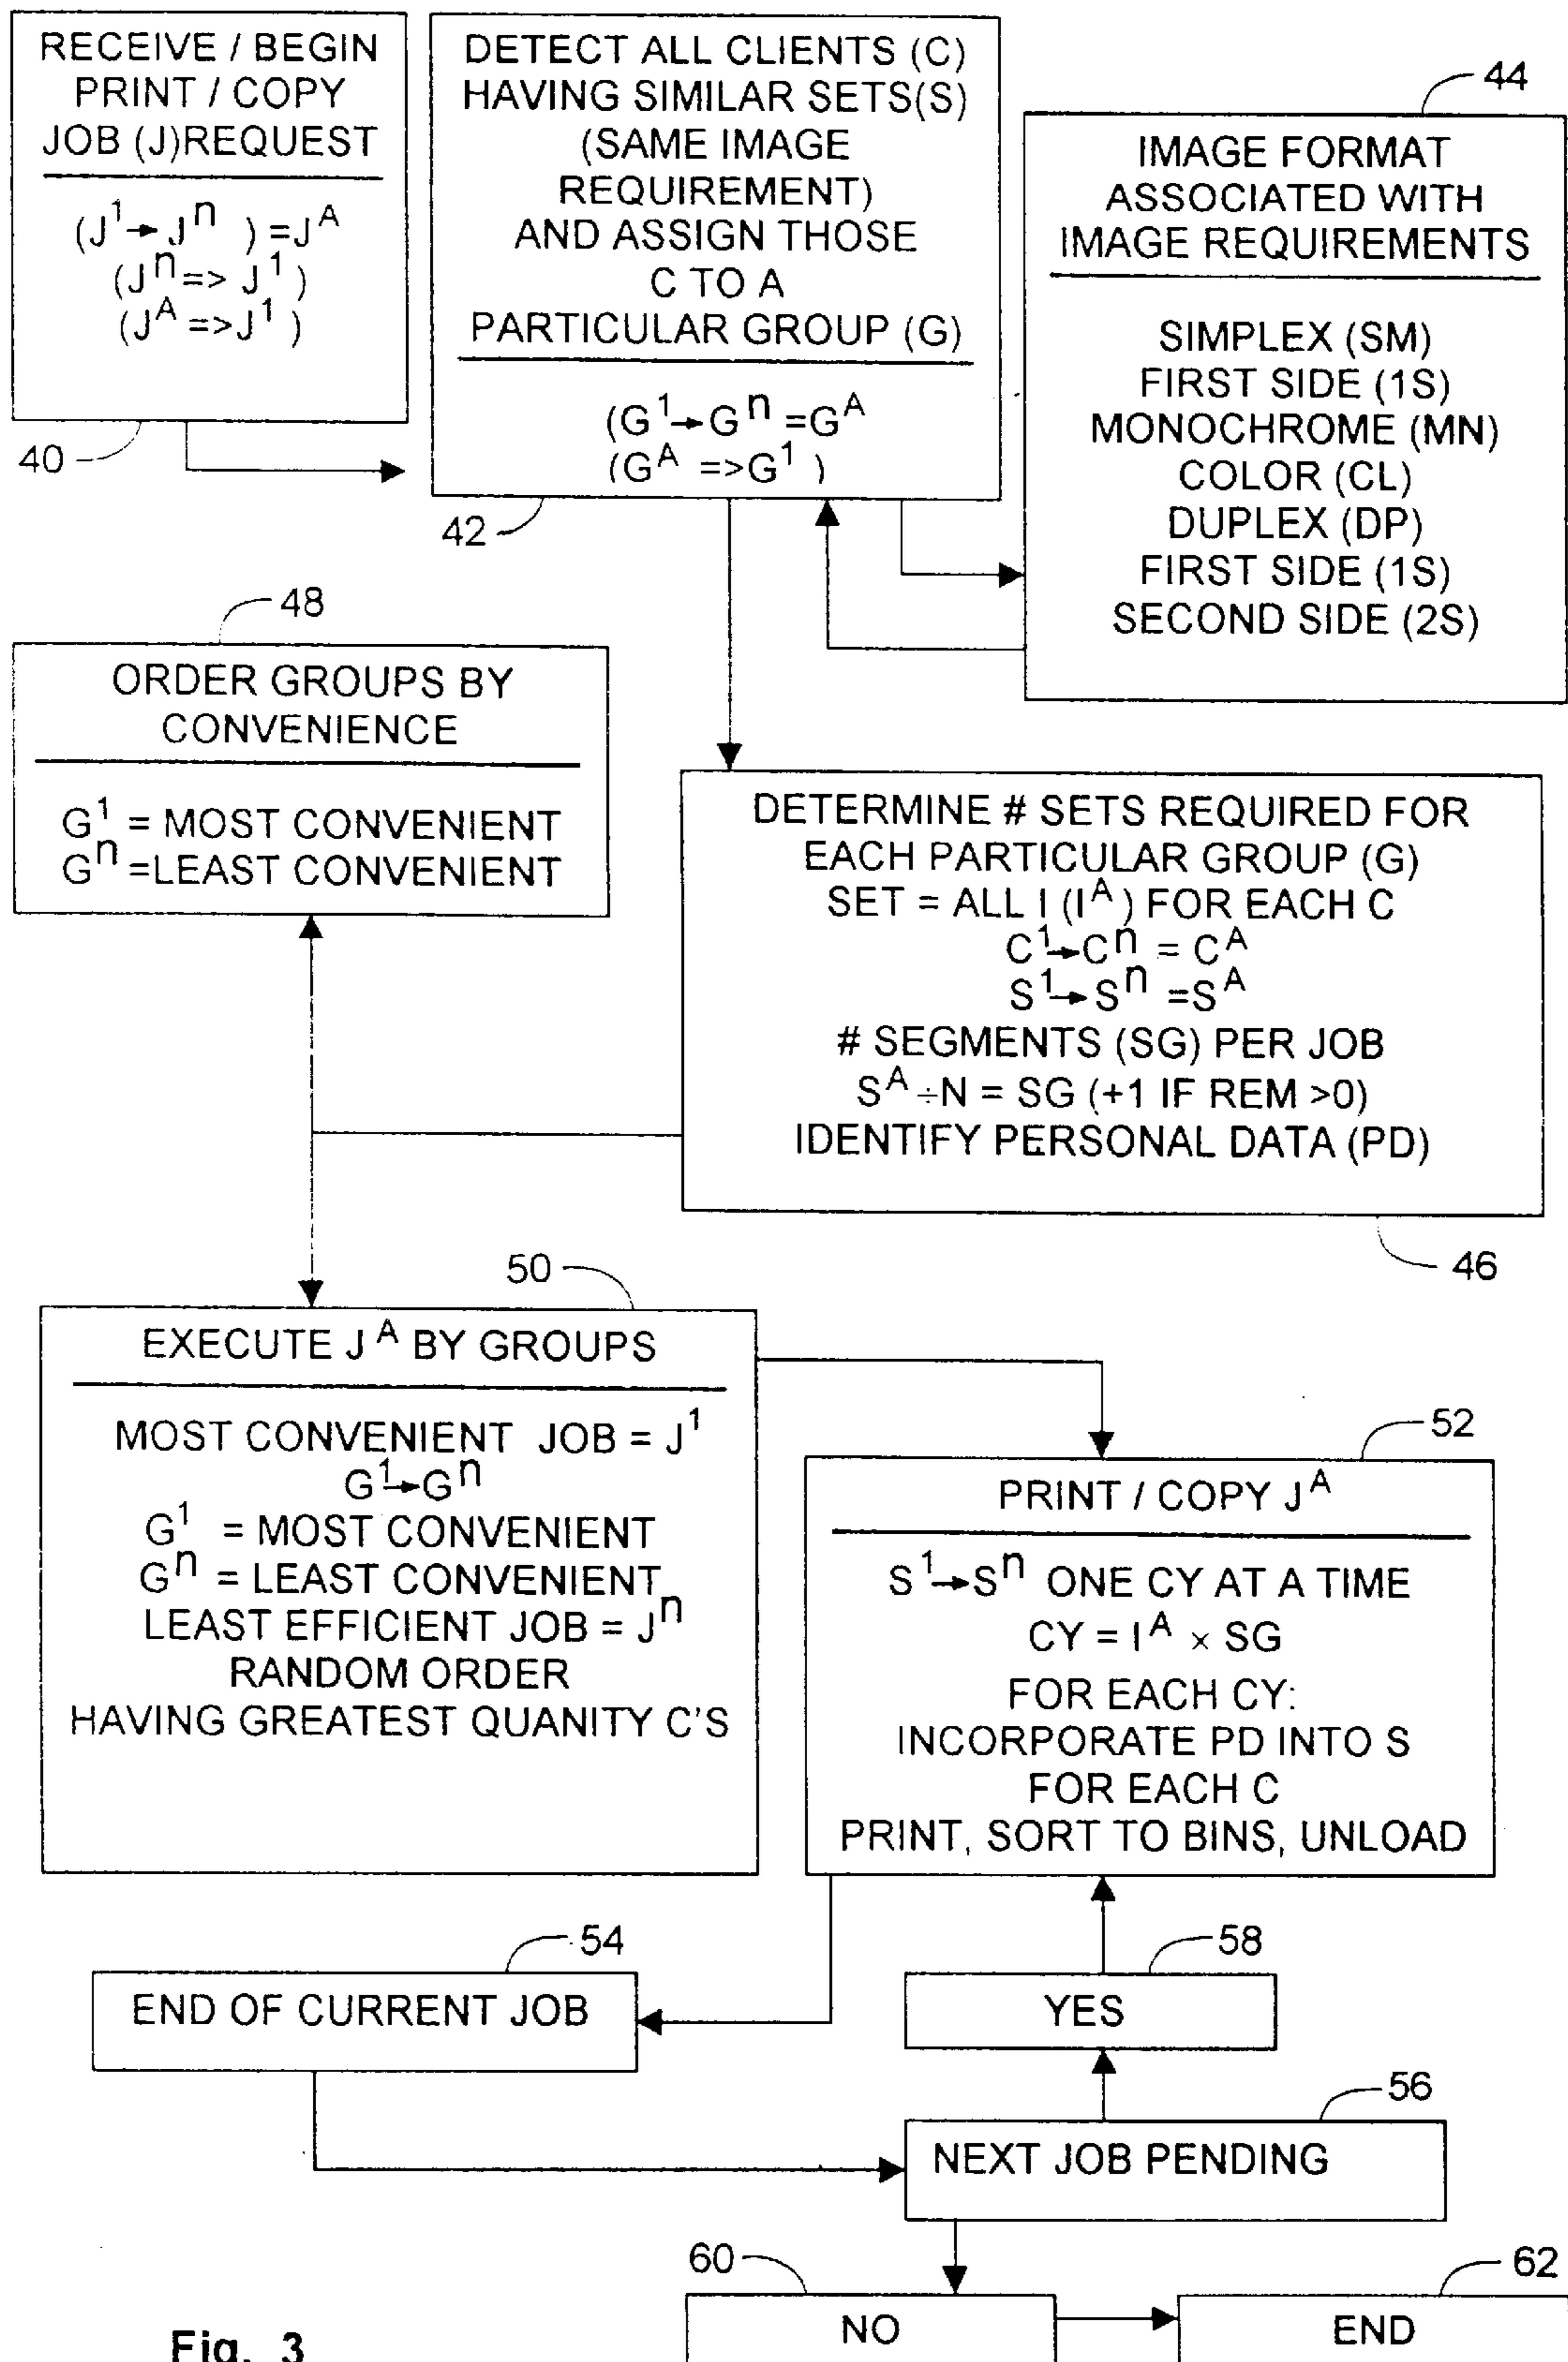 RECEIVE / BEGIN
PRINT / COPY
JOB (J)REQUEST
(J¹→Jⁿ ) =Jᴬ
(Jⁿ=> J¹ )
(Jᴬ =>J¹ )
40
DETECT ALL CLIENTS (C)
HAVING SIMILAR SETS(S)
(SAME IMAGE
REQUIREMENT)
AND ASSIGN THOSE
C TO A
PARTICULAR GROUP (G)
(G¹→Gⁿ =Gᴬ
(Gᴬ =>G¹ )
42
44
IMAGE FORMAT
ASSOCIATED WITH
IMAGE REQUIREMENTS
SIMPLEX (SM)
FIRST SIDE (1S)
MONOCHROME (MN)
COLOR (CL)
DUPLEX (DP)
FIRST SIDE (1S)
SECOND SIDE (2S)
48
ORDER GROUPS BY
CONVENIENCE
G¹ = MOST CONVENIENT
Gⁿ =LEAST CONVENIENT
DETERMINE # SETS REQUIRED FOR
EACH PARTICULAR GROUP (G)
SET = ALL I (Iᴬ) FOR EACH C
C¹→Cⁿ = Cᴬ
S¹→Sⁿ =Sᴬ
# SEGMENTS (SG) PER JOB
Sᴬ ÷N = SG (+1 IF REM >0)
IDENTIFY PERSONAL DATA (PD)
46
50
EXECUTE Jᴬ BY GROUPS
MOST CONVENIENT JOB = J¹
G¹→Gⁿ
G¹ = MOST CONVENIENT
Gⁿ = LEAST CONVENIENT
LEAST EFFICIENT JOB = Jⁿ
RANDOM ORDER
HAVING GREATEST QUANITY C'S
52
PRINT / COPY Jᴬ
S¹→Sⁿ ONE CY AT A TIME
CY = Iᴬ × SG
FOR EACH CY:
INCORPORATE PD INTO S
FOR EACH C
PRINT, SORT TO BINS, UNLOAD
54
END OF CURRENT JOB
58
YES
56
NEXT JOB PENDING
60
NO
62
END
Fig. 3